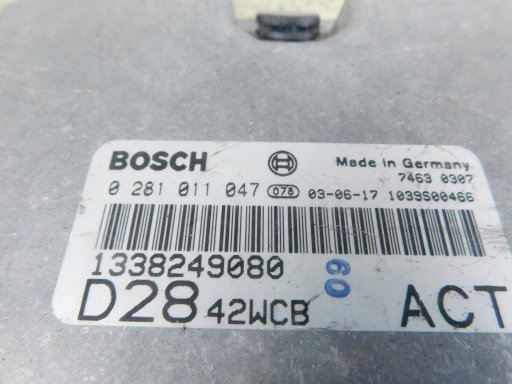 BOSCH Made in Germany
7463 0307
0 281 011 047 078 03-06-17 1039S00466
1338249080
09
D28 42WCB ACT